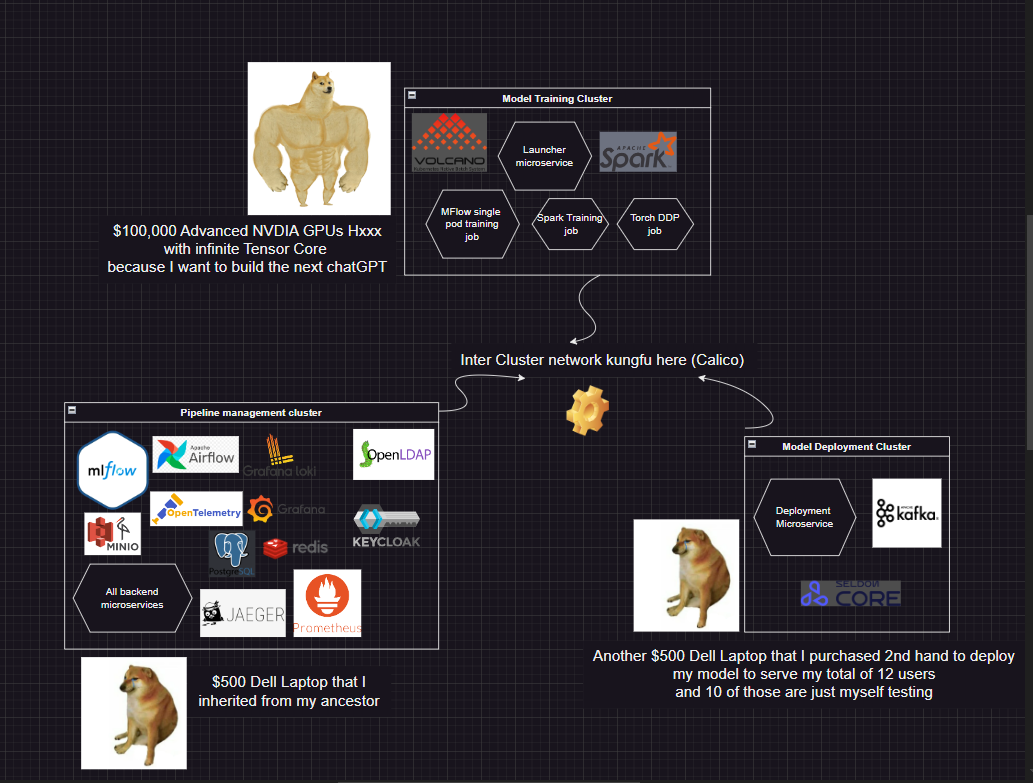 Model Training Cluster
VOLCANO
Launcher
microservice
APACHE
Spark
MFlow single
pod training
job
Spark Training
job
Torch DDP
job
$100,000 Advanced NVDIA GPUs Hxxx
with infinite Tensor Core
because I want to build the next chatGPT
Inter Cluster network kungfu here (Calico)
Pipeline management cluster
mlflow
Apache
Airflow
Grafana loki
OpenLDAP
OpenTelemetry
Grafana
MINIO
PostgreSQL
redis
KEYCLOAK
All backend
microservices
JAEGER
Prometheus
$500 Dell Laptop that I
inherited from my ancestor
Model Deployment Cluster
Deployment
Microservice
kafka
SELDON
CORE
Another $500 Dell Laptop that I purchased 2nd hand to deploy
my model to serve my total of 12 users
and 10 of those are just myself testing